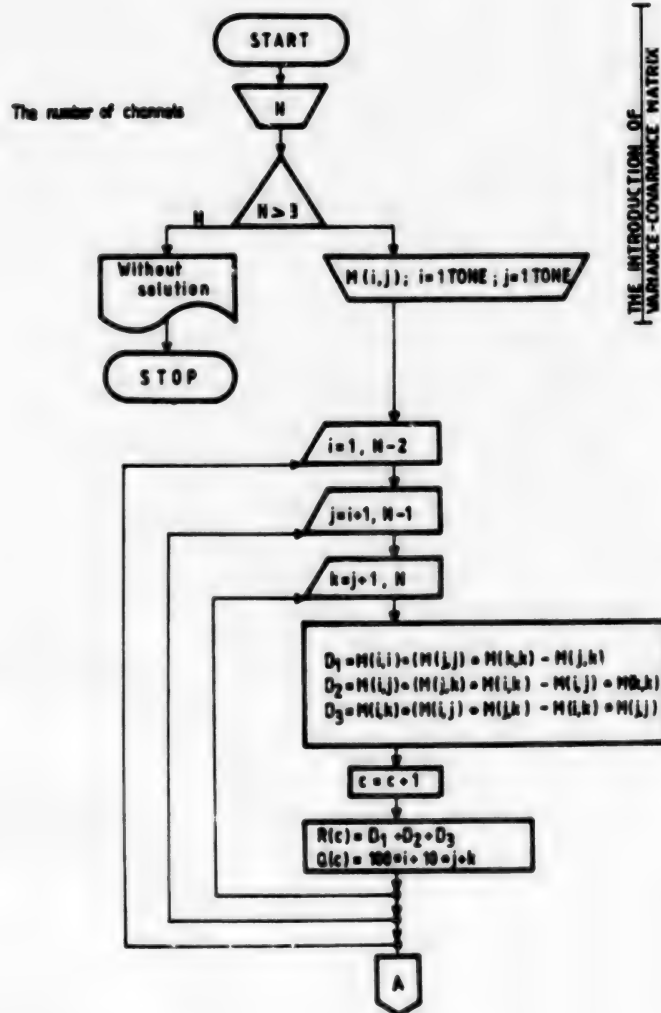 START
The number of channels
N
N > 3
N
Without
solution
STOP
M(i,j); i=1TONE; j=1TONE
THE INTRODUCTION OF
VARIANCE-COVARIANCE MATRIX
i=1, N-2
j=i+1, N-1
k=j+1, N
D₁=M(i,i)*(M(j,j)*M(k,k)-M(j,k)
D₂=M(i,j)*(M(j,k)*M(i,k)-M(i,j)*M(k,k)
D₃=M(i,k)*(M(i,j)*M(j,k)-M(i,k)*M(j,j)
c=c+1
R(c)=D₁+D₂+D₃
Q(c)=100*i+10*j+k
A